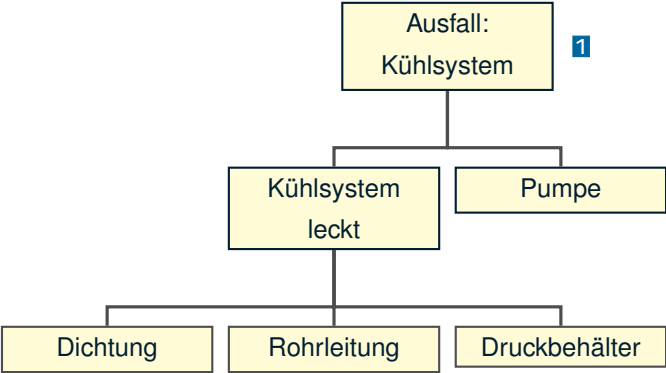 Ausfall:
Kühlsystem
1
Kühlsystem
leckt
Pumpe
Dichtung
Rohrleitung
Druckbehälter